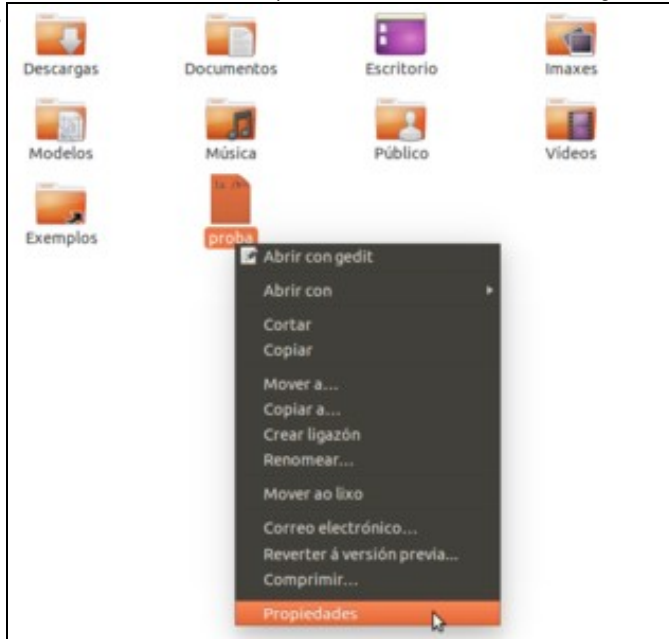 Descargas
Documentos
Escritorio
Imaxes
Modelos
Música
Público
Vídeos
Exemplos
proba
Abrir con gedit
Abrir con
Cortar
Copiar
Mover a...
Copiar a...
Crear ligazón
Renomear...
Mover ao lixo
Correo electrónico...
Reverter á versión previa...
Comprimir...
Propiedades